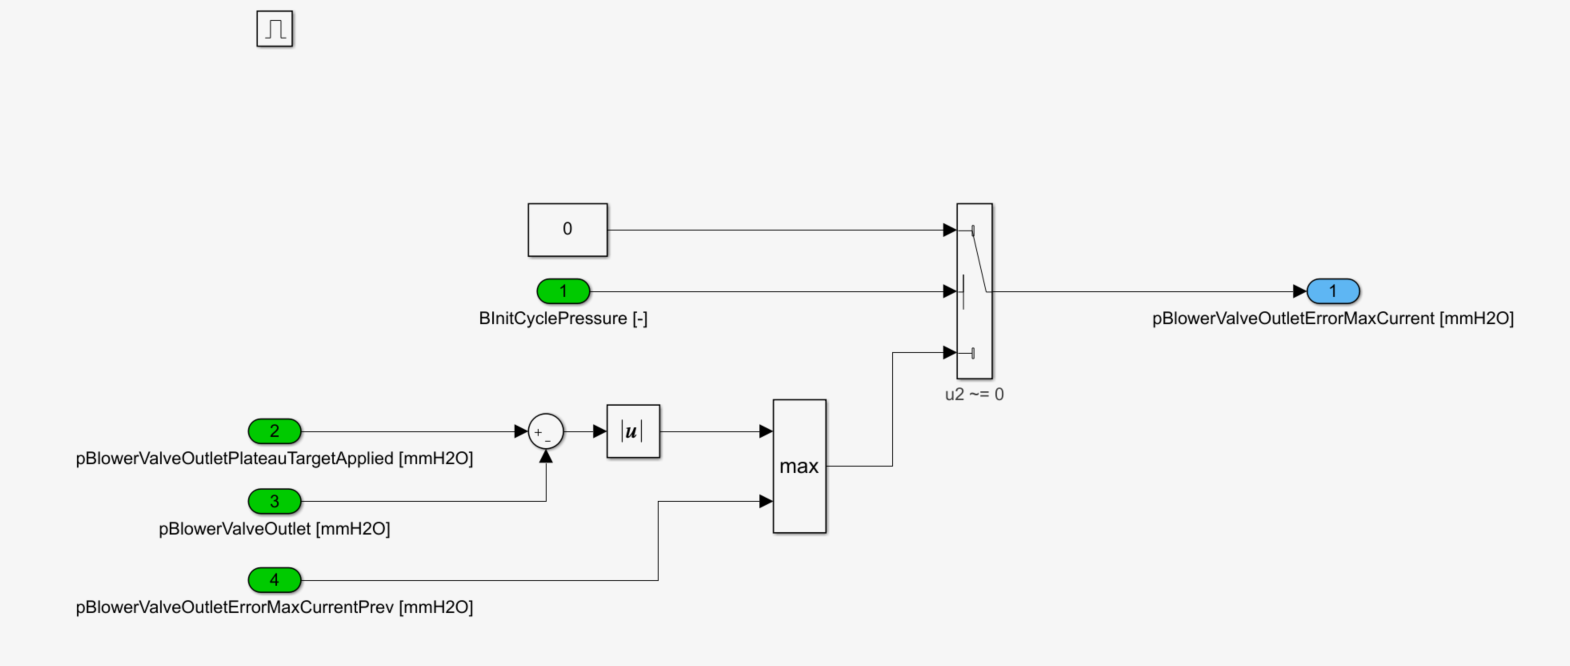 0
1
BInitCyclePressure [-]
1
pBlowerValveOutletErrorMaxCurrent [mmH2O]
u2 ~= 0
2
pBlowerValveOutletPlateauTargetApplied [mmH2O]
+
-
|u|
max
3
pBlowerValveOutlet [mmH2O]
4
pBlowerValveOutletErrorMaxCurrentPrev [mmH2O]